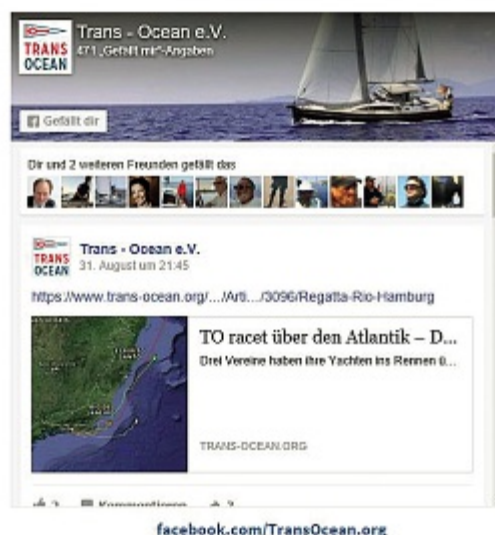 TRANS
OCEAN
Trans - Ocean e.V.
471 „Gefällt mir"-Angaben
Gefällt dir
Dir und 2 weiteren Freunden gefällt das
TRANS
OCEAN
Trans - Ocean e.V.
31. August um 21:45
https://www.trans-ocean.org/…/Arti…/3096/Regatta-Rio-Hamburg
TO racet über den Atlantik – D...
Drei Vereine haben ihre Yachten ins Rennen ü...
TRANS-OCEAN.ORG
Kommentieren
facebook.com/TransOcean.org